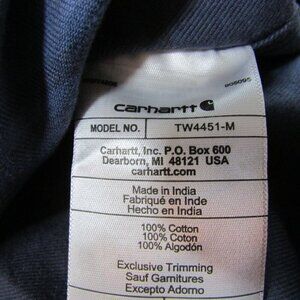 carhartt
MODEL NO. TW4451-M
Carhartt, Inc. P.O. Box 600
Dearborn, MI 48121 USA
carhartt.com
Made in India
Fabriqué en Inde
Hecho en India
100% Cotton
100% Coton
100% Algodón
Exclusive Trimming
Sauf Garnitures
Excepto Adorno